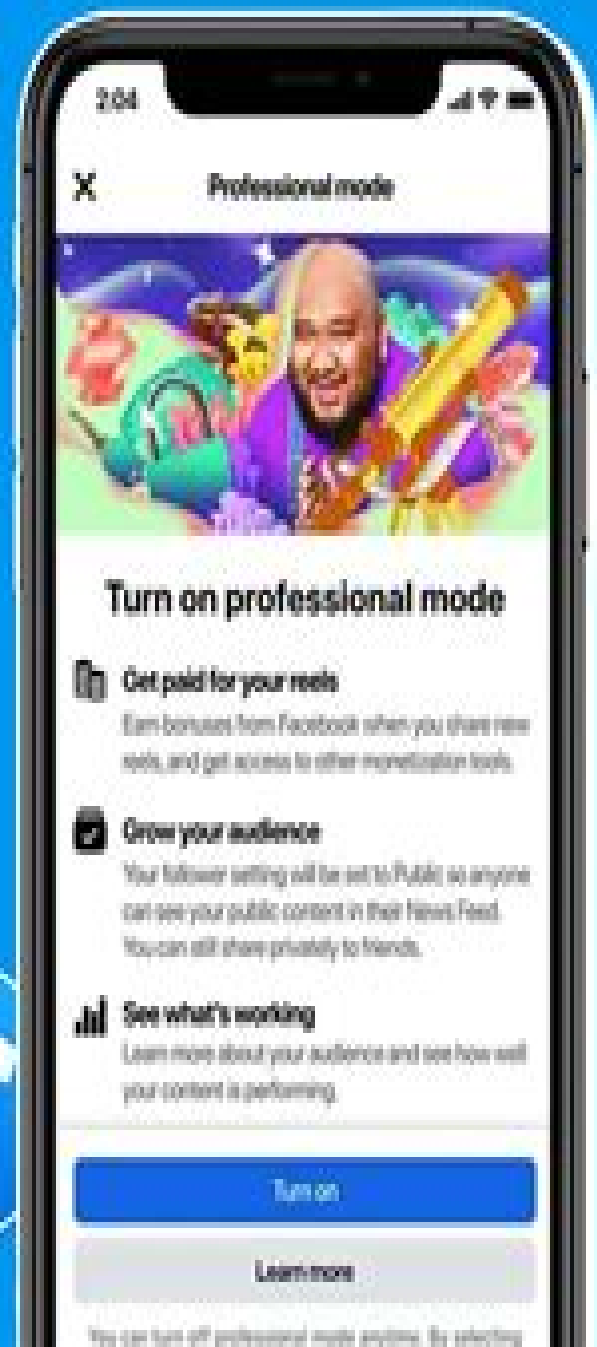 2:04
Professional mode
Turn on professional mode
Get paid for your reels
Earn bonuses from Facebook when you share new
reels, and get access to other monetization tools.
Grow your audience
Your follower setting will be set to Public so anyone
can see your public content in their News Feed.
You can still share privately to friends.
See what's working
Learn more about your audience and see how well
your content is performing.
Turn on
Learn more
You can turn off professional mode anytime. By selecting